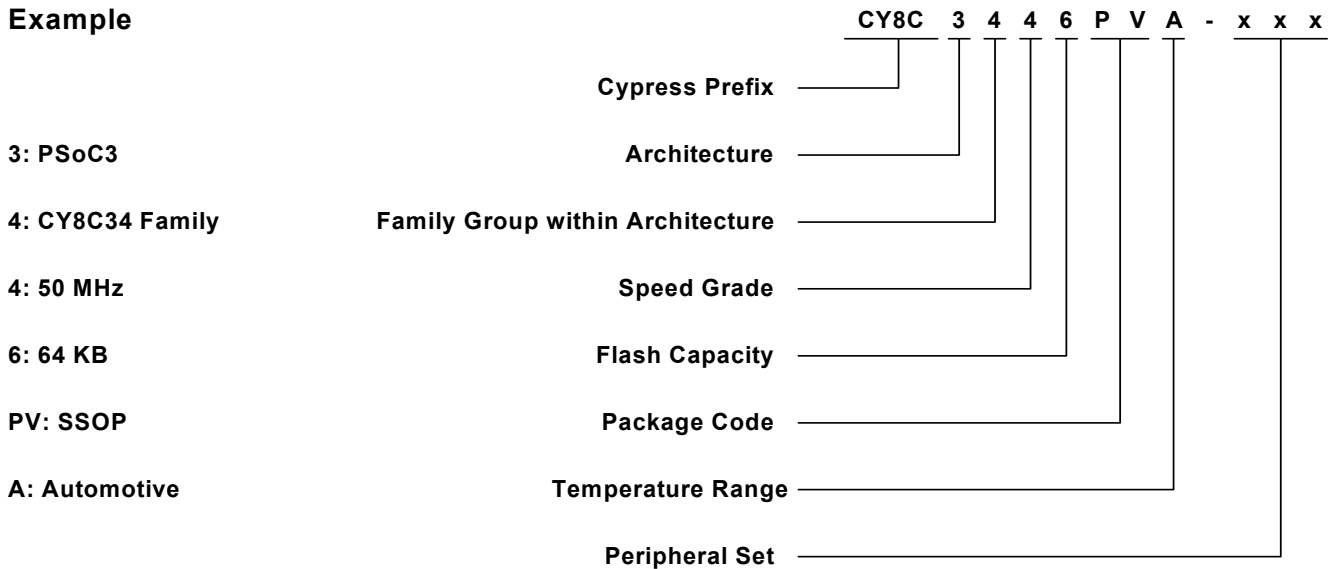 Example CY8C 3 4 4 6 P V A - x x x
Cypress Prefix
3: PSoC3 Architecture
4: CY8C34 Family Family Group within Architecture
4: 50 MHz Speed Grade
6: 64 KB Flash Capacity
PV: SSOP Package Code
A: Automotive Temperature Range
Peripheral Set